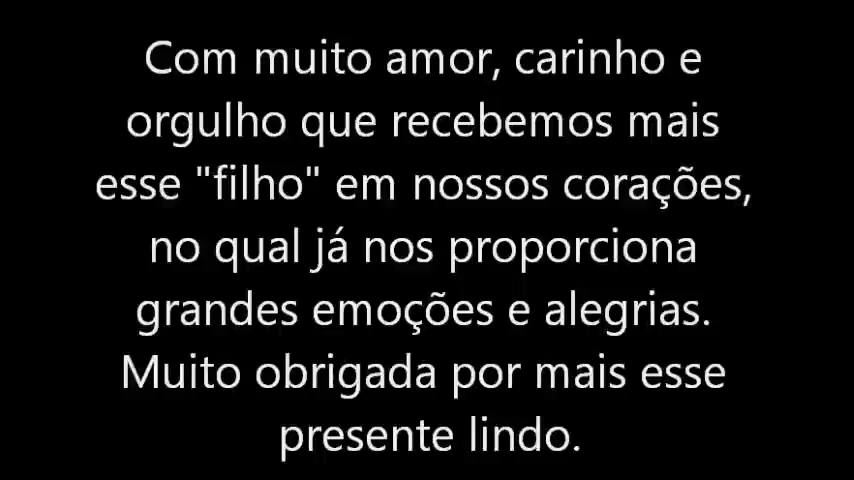 Com muito amor, carinho e
orgulho que recebemos mais
esse "filho" em nossos corações,
no qual já nos proporciona
grandes emoções e alegrias.
Muito obrigada por mais esse
presente lindo.